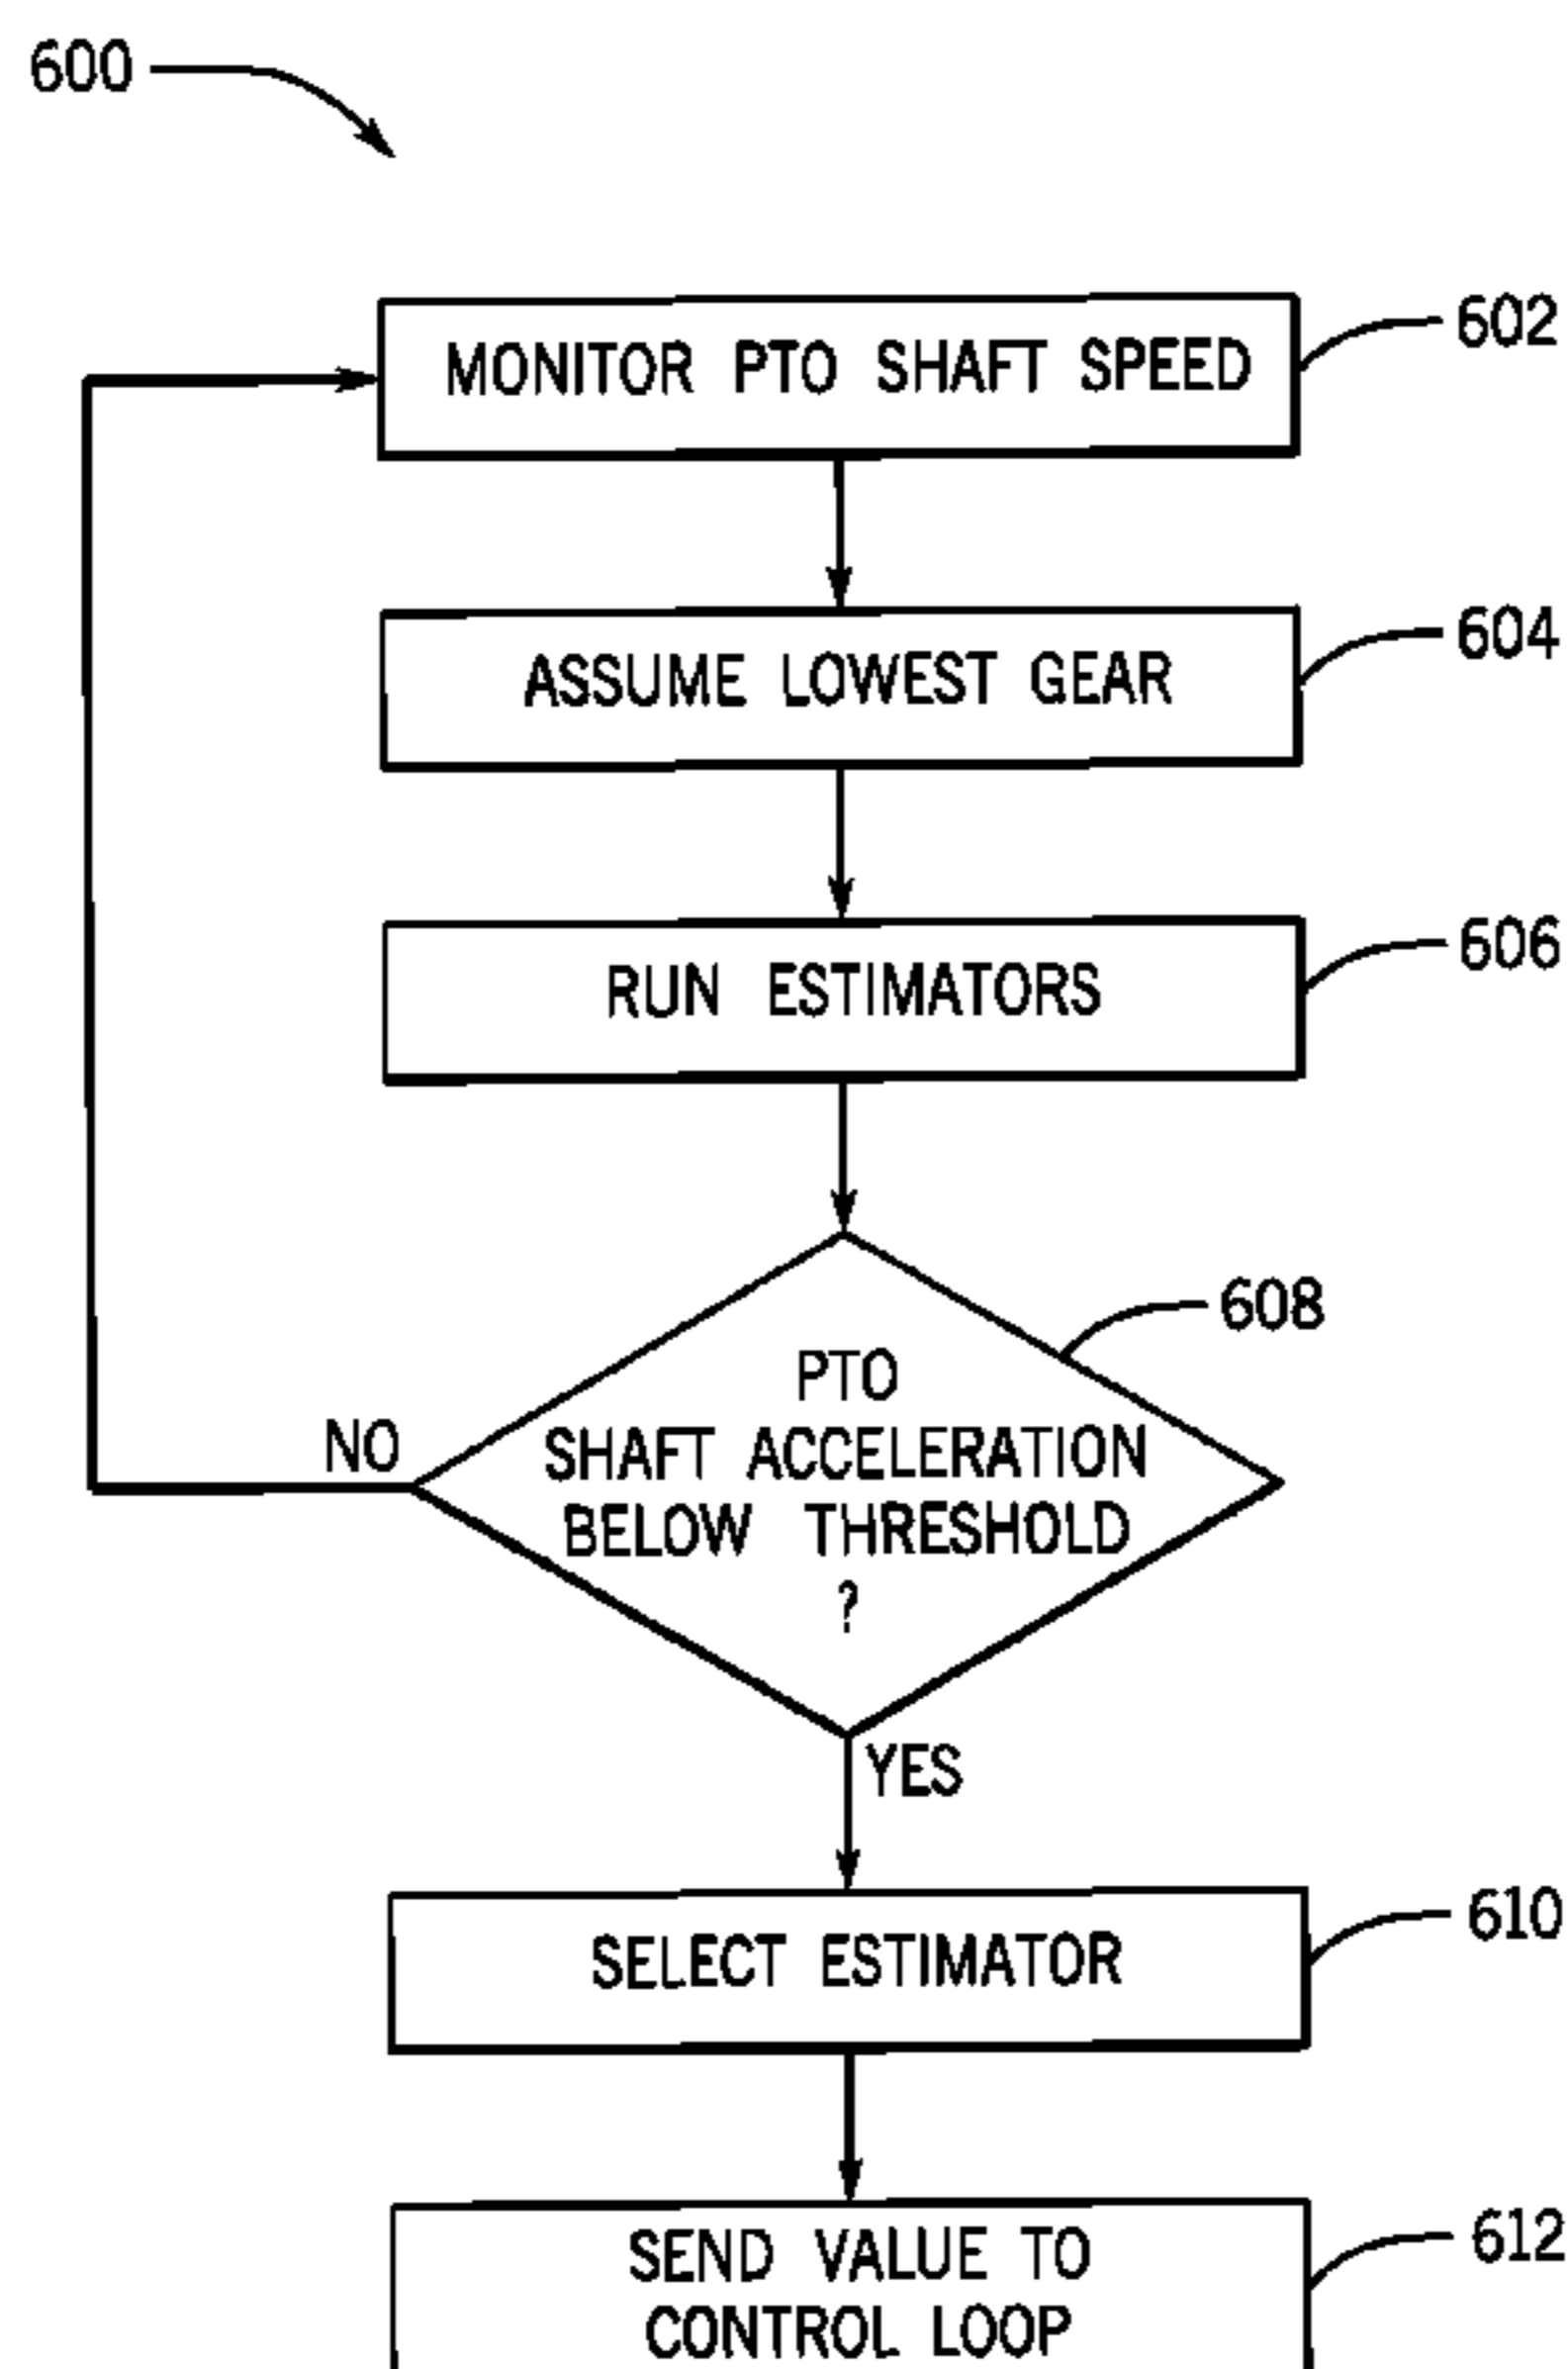 600
MONITOR PTO SHAFT SPEED
602
ASSUME LOWEST GEAR
604
RUN ESTIMATORS
606
608
PTO
SHAFT ACCELERATION
BELOW THRESHOLD
?
NO
YES
SELECT ESTIMATOR
610
SEND VALUE TO
CONTROL LOOP
612